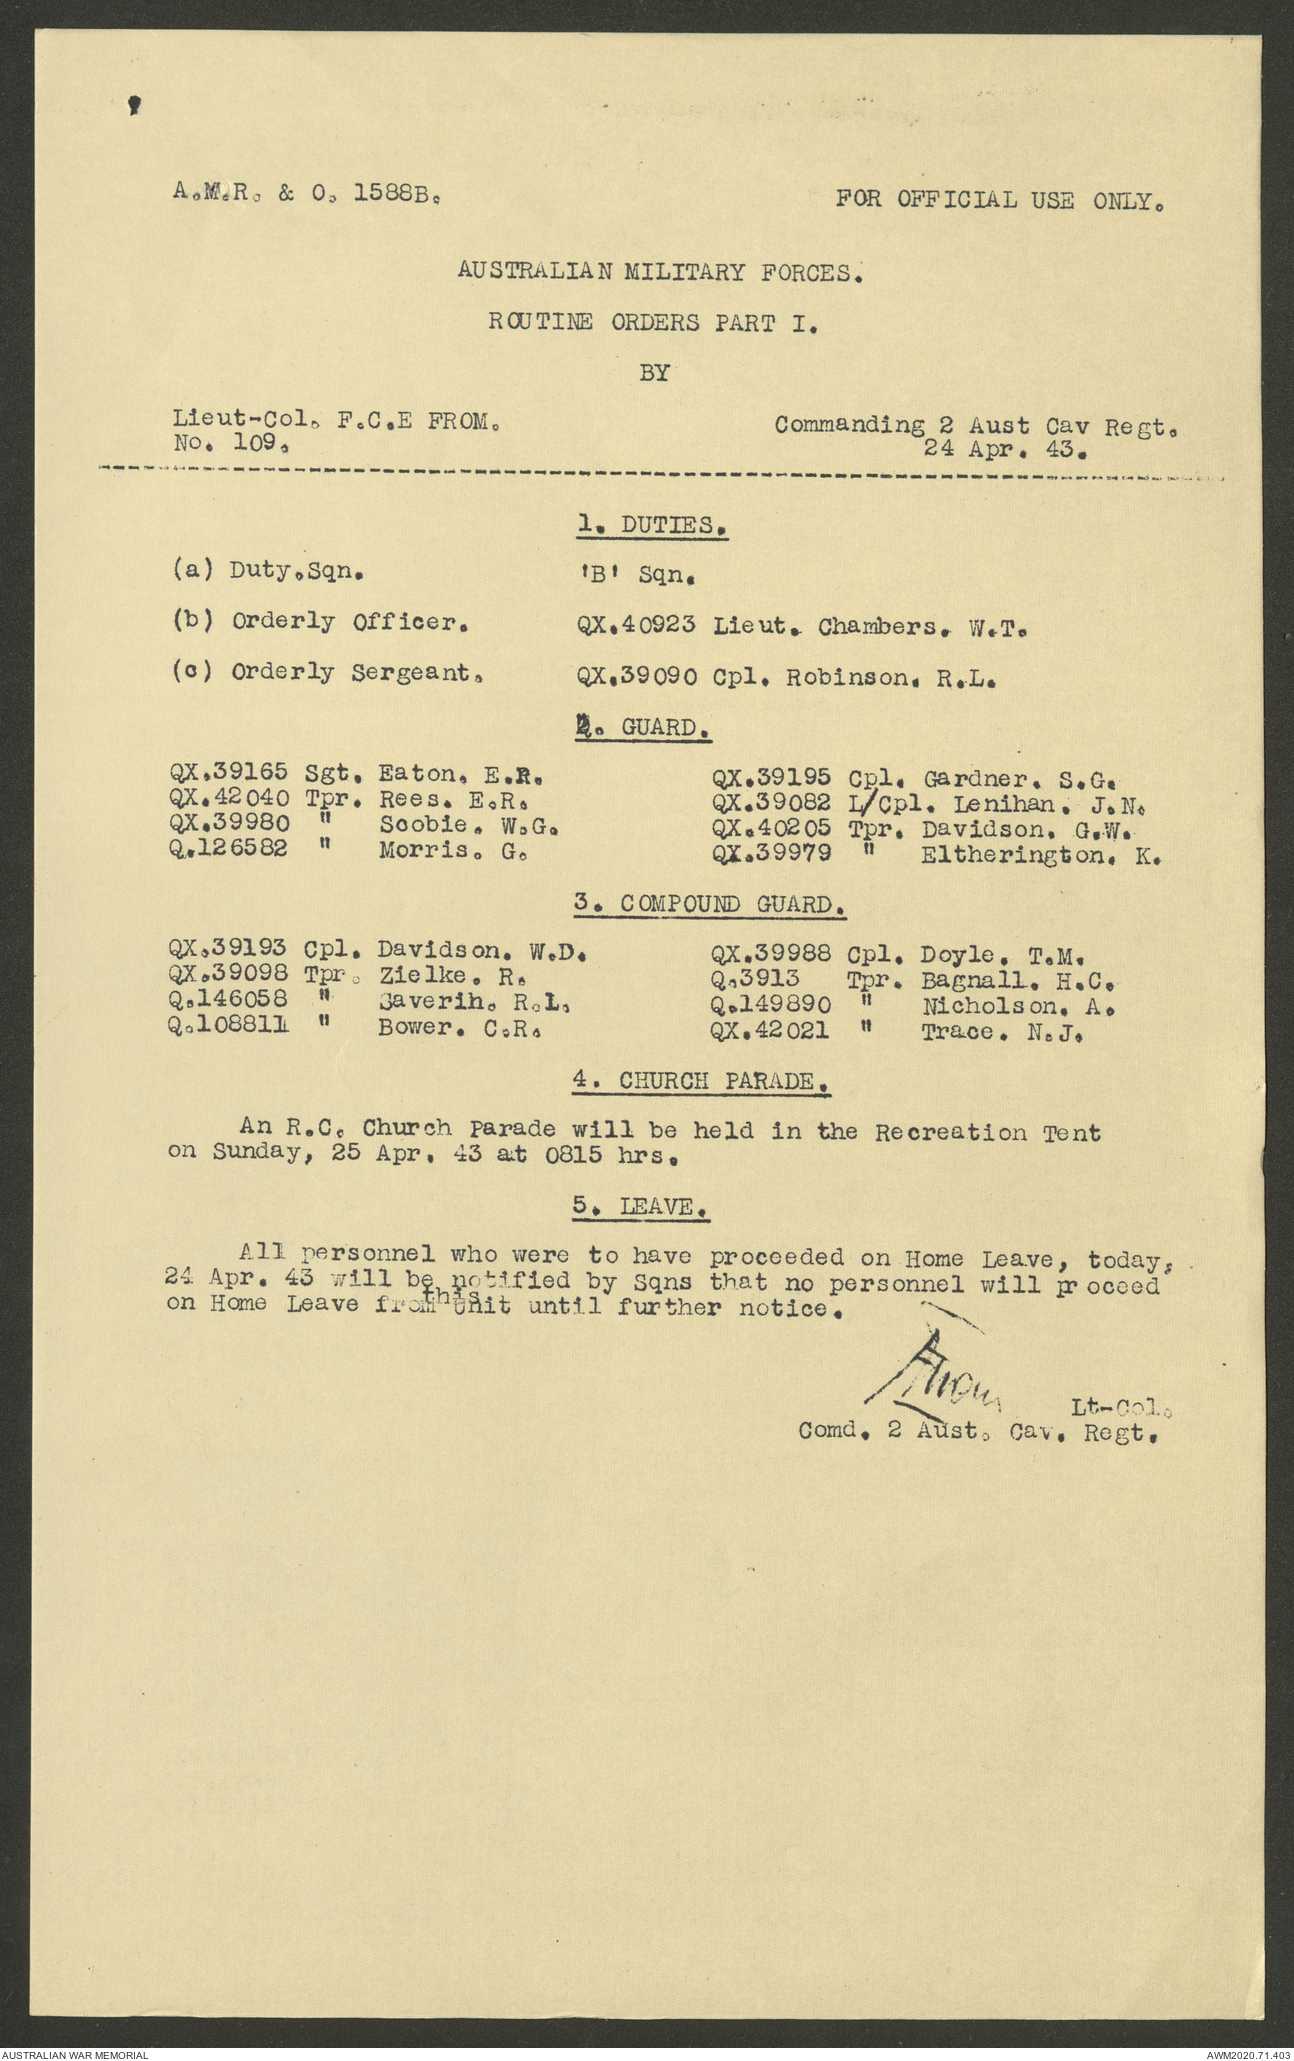 A.M.R. & O. 1588B. FOR OFFICIAL USE ONLY.
AUSTRALIAN MILITARY FORCES.
ROUTINE ORDERS PART I.
BY
Lieut-Col. F.C.E FROM. Commanding 2 Aust Cav Regt.
No. 109. 24 Apr. 43.
1. DUTIES.
(a) Duty.Sqn. 'B' Sqn.
(b) Orderly Officer. QX.40923 Lieut. Chambers. W.T.
(c) Orderly Sergeant. QX.39090 Cpl. Robinson. R.L.
2. GUARD.
QX.39165 Sgt. Eaton. E.R. QX.39195 Cpl. Gardner. S.G.
QX.42040 Tpr. Rees. E.R. QX.39082 L/Cpl. Lenihan. J.N.
QX.39980 " Scobie. W.G. QX.40205 Tpr. Davidson. G.W.
Q.126582 " Morris. G. QX.39979 " Eltherington. K.
3. COMPOUND GUARD.
QX.39193 Cpl. Davidson. W.D. QX.39988 Cpl. Doyle. T.M.
QX.39098 Tpr. Zielke. R. Q.3913 Tpr. Bagnall. H.C.
Q.146058 " Saverin. R.L. Q.149890 " Nicholson. A.
Q.108811 " Bower. C.R. QX.42021 " Trace. N.J.
4. CHURCH PARADE.
An R.C. Church Parade will be held in the Recreation Tent
on Sunday, 25 Apr. 43 at 0815 hrs.
5. LEAVE.
All personnel who were to have proceeded on Home Leave, today,
24 Apr. 43 will be notified by Sqns that no personnel will proceed
on Home Leave from this Unit until further notice.
From Lt-Col.
Comd. 2 Aust. Cav. Regt.
AUSTRALIAN WAR MEMORIAL AWM2020.71.403